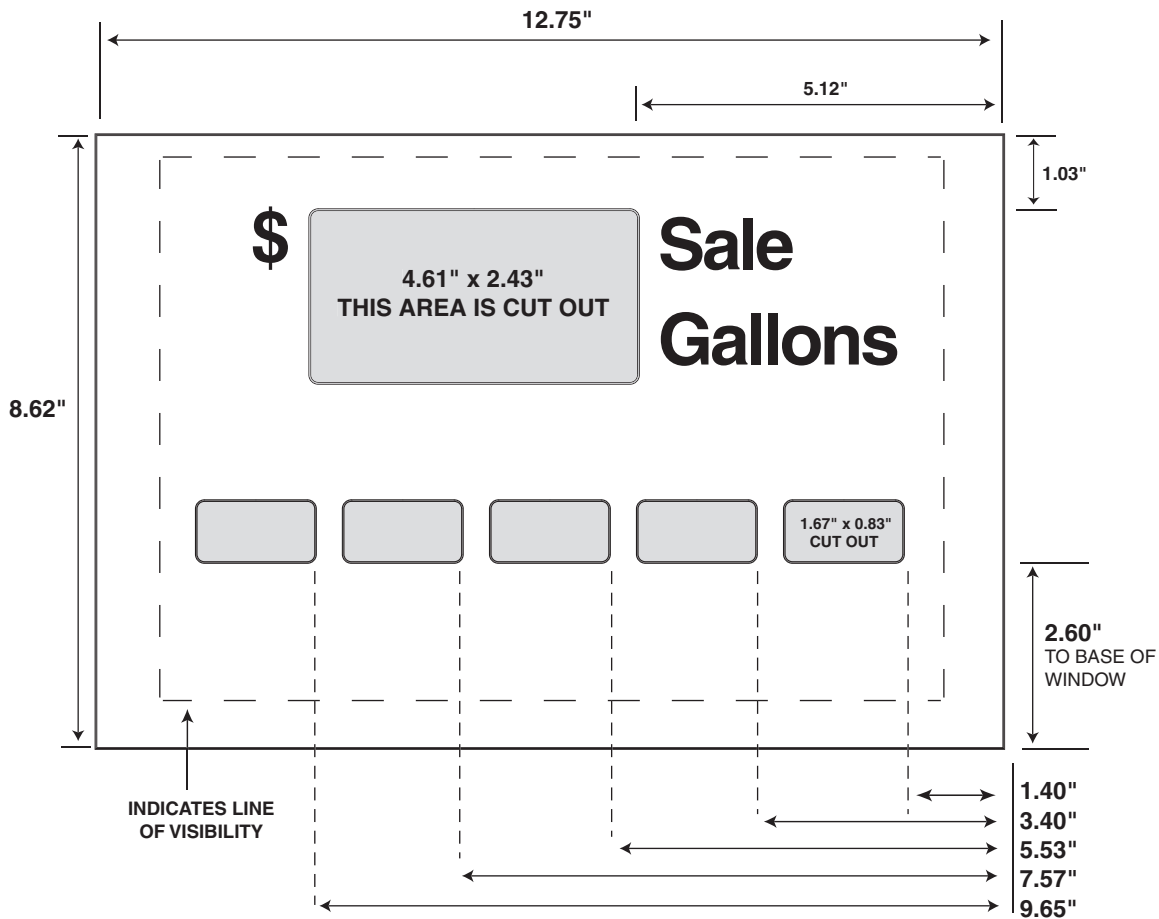 12.75"
5.12"
1.03"
$
4.61" x 2.43"
THIS AREA IS CUT OUT
Sale
Gallons
8.62"
1.67" x 0.83"
CUT OUT
2.60"
TO BASE OF
WINDOW
INDICATES LINE
OF VISIBILITY
1.40"
3.40"
5.53"
7.57"
9.65"